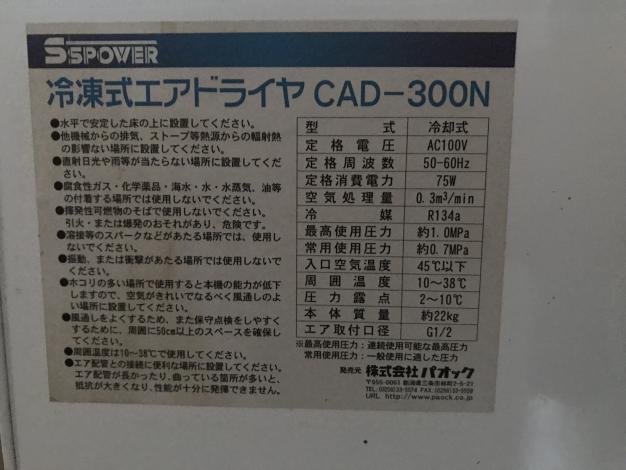 SSPOWER
冷凍式エアドライヤ CAD-300N
●水平で安定した床の上に設置してください。
●他機械からの排気、ストーブ等熱源からの輻射熱
の影響ない場所に設置してください。
●直射日光や雨等が当たらない場所に設置してくだ
さい。
●腐食性ガス・化学薬品・海水・水・水蒸気、油等
の付着する場所では使用しないでください。
●揮発性可燃物のそばで使用しないでください。
引火・または爆発のおそれがあり、危険です。
●溶接等のスパークなどがあたる場所では、使用し
ないでください。
●振動、または衝撃があたる場所では使用しないで
ください。
●ホコリの多い場所で使用すると本機の能力が低下
しますので、空気がきれいでなるべく風通しのよ
い場所に設置してください。
●風通しをよくするため、また保守点検をしやすく
するために、周囲に50cm以上のスペースを確保し
てください。
●周囲温度は10~38℃で使用してください。
●エア配管との接続に便利な場所に設置してください。
エア配管が長かったり、曲っている箇所が多いと、
抵抗が大きくなり、性能が十分に発揮できません。
型式 冷却式
定格電圧 AC100V
定格周波数 50-60Hz
定格消費電力 75W
空気処理量 0.3m³/min
冷媒 R134a
最高使用圧力 約1.0MPa
常用使用圧力 約0.7MPa
入口空気温度 45℃以下
周囲温度 10~38℃
圧力露点 2~10℃
本体質量 約22kg
エア取付口径 G1/2
※最高使用圧力:連続使用可能な最高圧力
常用使用圧力:一般使用に適した圧力
発売元 株式会社パオック
〒955-0061 新潟県三条市林町2-5-21
TEL.(0256)33-5574 FAX.(0256)33-5559
URL http://www.paock.co.jp